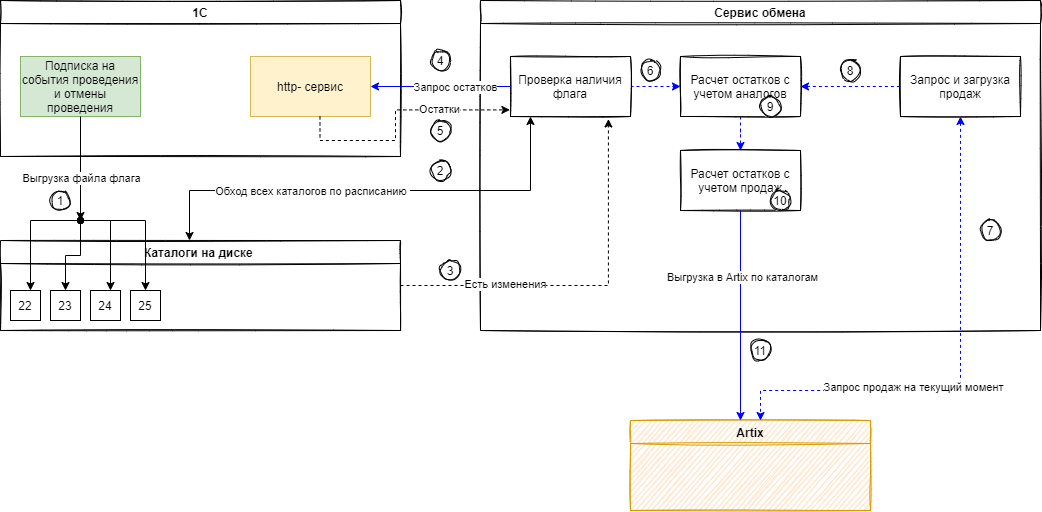 1С
Сервис обмена
Подписка на
события проведения
и отмены
проведения
http- сервис
4
Запрос остатков
Остатки
5
Проверка наличия
флага
6
Расчет остатков с
учетом аналогов
9
8
Запрос и загрузка
продаж
Выгрузка файла флага
1
2
Обход всех каталогов по расписанию
Расчет остатков с
учетом продаж
10
7
Каталоги на диске
3
Есть изменения
Выгрузка в Artix по каталогам
22
23
24
25
11
Запрос продаж на текущий момент
Artix